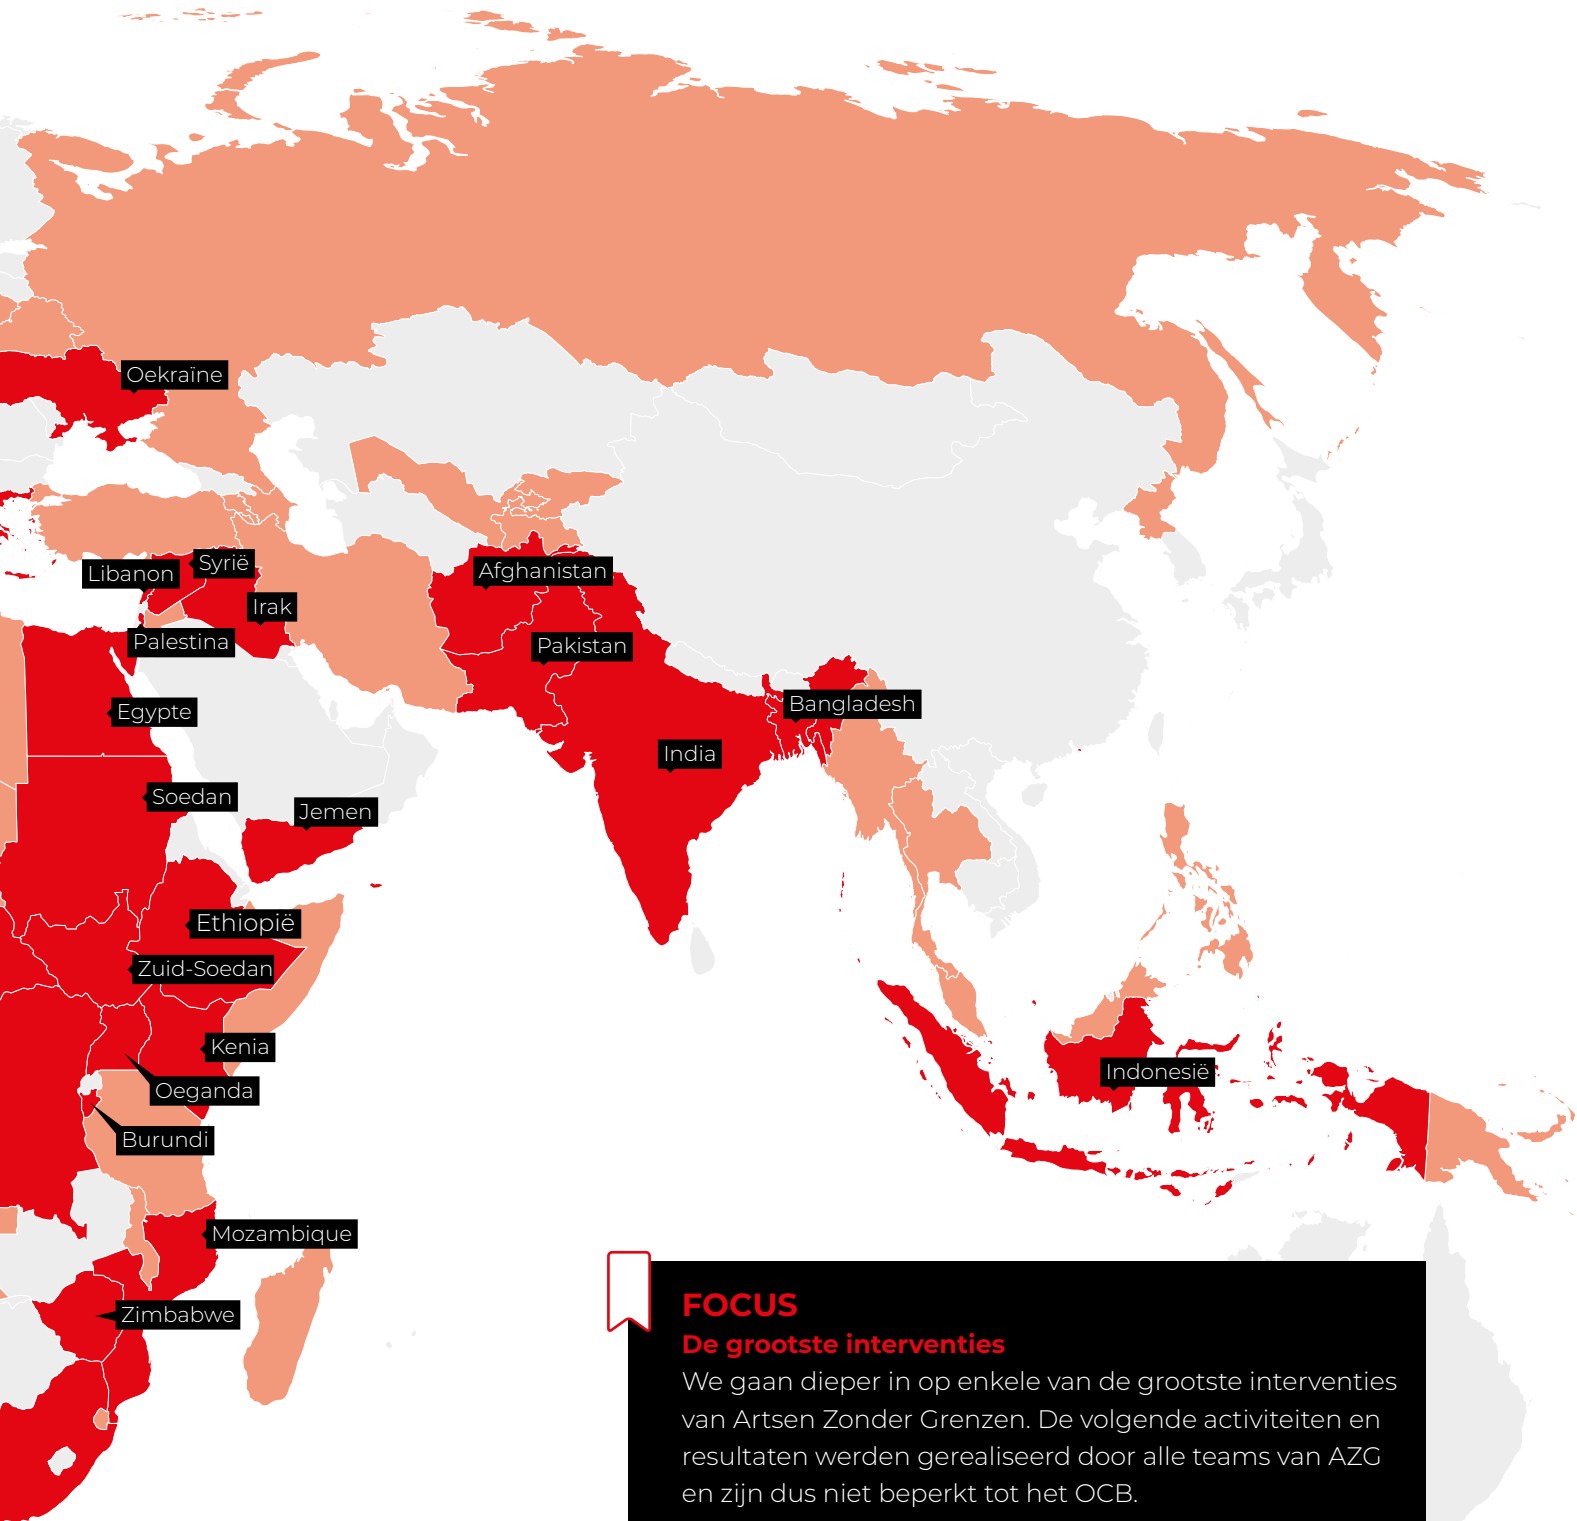 Oekraïne
Syrië
Libanon
Afghanistan
Irak
Palestina
Pakistan
Bangladesh
Egypte
India
Soedan
Jemen
Ethiopië
Zuid-Soedan
Kenia
Indonesië
Oeganda
Burundi
Mozambique
Zimbabwe
FOCUS
De grootste interventies
We gaan dieper in op enkele van de grootste interventies
van Artsen Zonder Grenzen. De volgende activiteiten en
resultaten werden gerealiseerd door alle teams van AZG
en zijn dus niet beperkt tot het OCB.